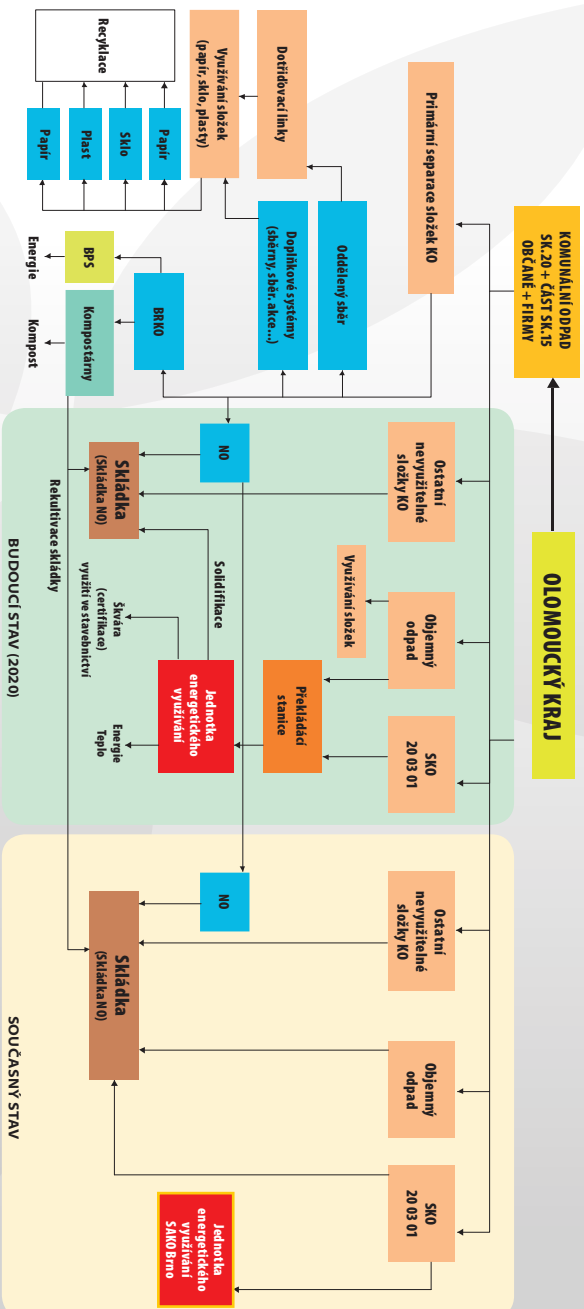 OLOMOUCKÝ KRAJ
KOMUNÁLNÍ ODPAD
SK.20 + ČÁST SK.15
OBČANÉ + FIRMY
Primární separace složek KO
Ostatní
nevyužitelné
složky KO
Objemný
odpad
SKO
20 03 01
Ostatní
nevyužitelné
složky KO
Objemný
odpad
SKO
20 03 01
Dotřiďovací linky
Oddělený sběr
Využívání složek
Překládácí
stanice
Využívání složek
(papír, sklo, plasty)
Doplňkové systémy
(sběrny, sběr. akce...)
NO
Solidifikace
Jednotka
energetického
využívání
NO
Jednotka
energetického
využívání
SAKO Brno
Recyklace
Papír
Plast
Sklo
Papír
BRKO
Skládka
(Skládka NO)
Škvára
(certifikace)
využití ve stavebnictví
Energie
Teplo
Skládka
(Skládka NO)
BPS
Kompostárny
Energie
Kompost
Rekultivace skládky
BUDOUCÍ STAV (2020)
SOUČASNÝ STAV